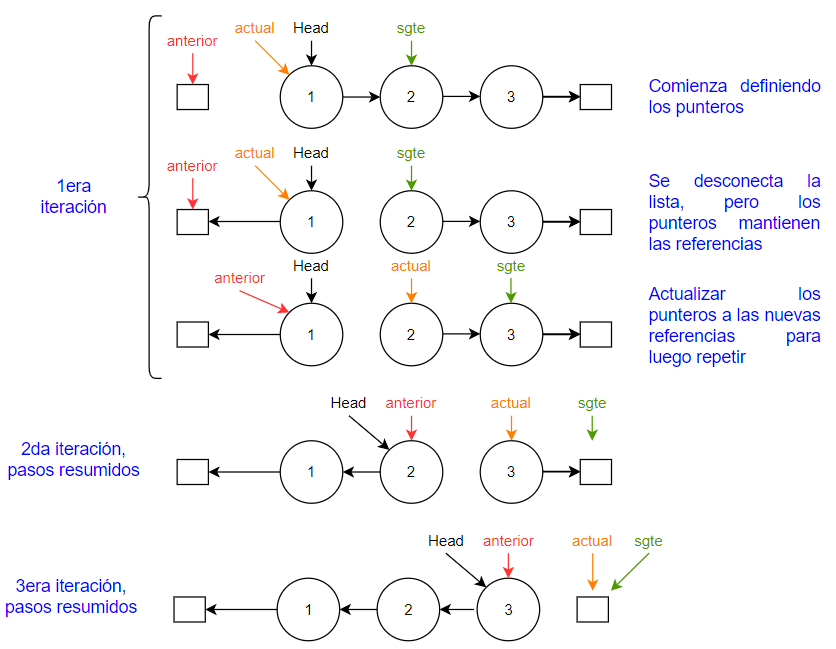 anterior
actual
Head
sgte
1
2
3
Comienza definiendo
los punteros
1era
iteración
anterior
actual
Head
sgte
1
2
3
Se desconecta la
lista, pero los
punteros mantienen
las referencias
anterior
Head
actual
sgte
1
2
3
Actualizar los
punteros a las nuevas
referencias para
luego repetir
2da iteración,
pasos resumidos
Head
anterior
actual
sgte
1
2
3
3era iteración,
pasos resumidos
Head
anterior
actual
sgte
1
2
3